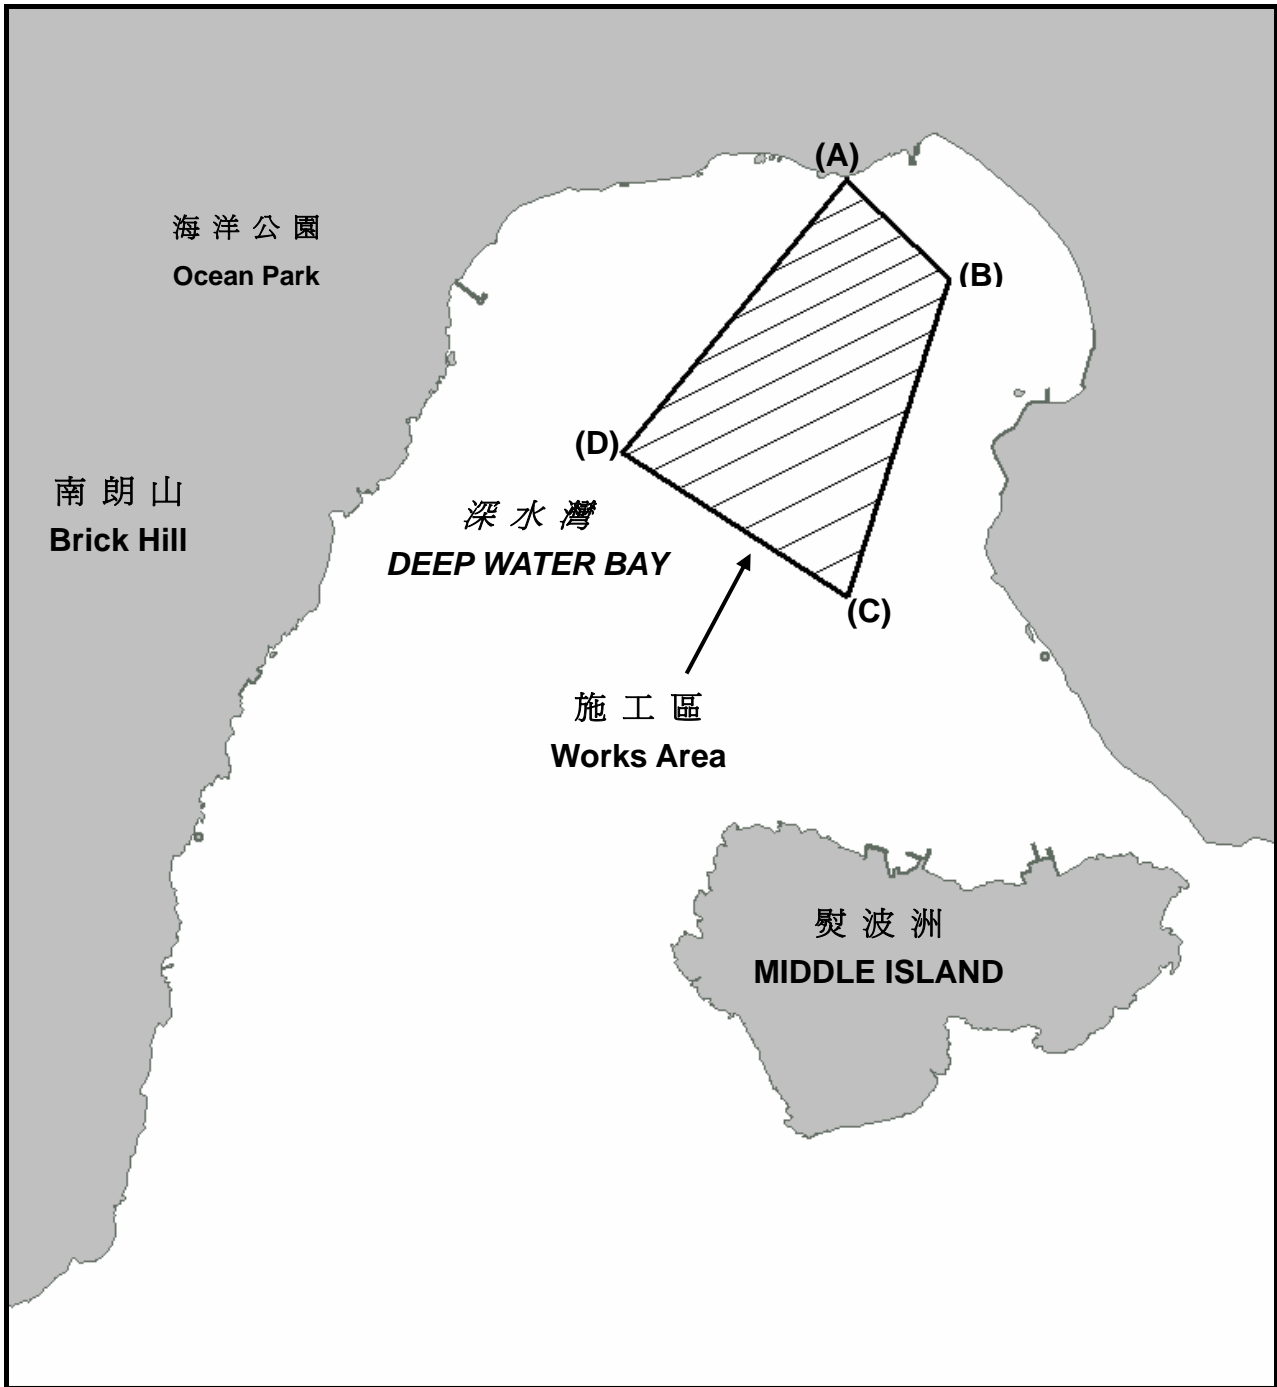 (A)
海洋公園
Ocean Park
(B)
(D)
南朗山
Brick Hill
深水灣
DEEP WATER BAY
(C)
施工區
Works Area
熨波洲
MIDDLE ISLAND